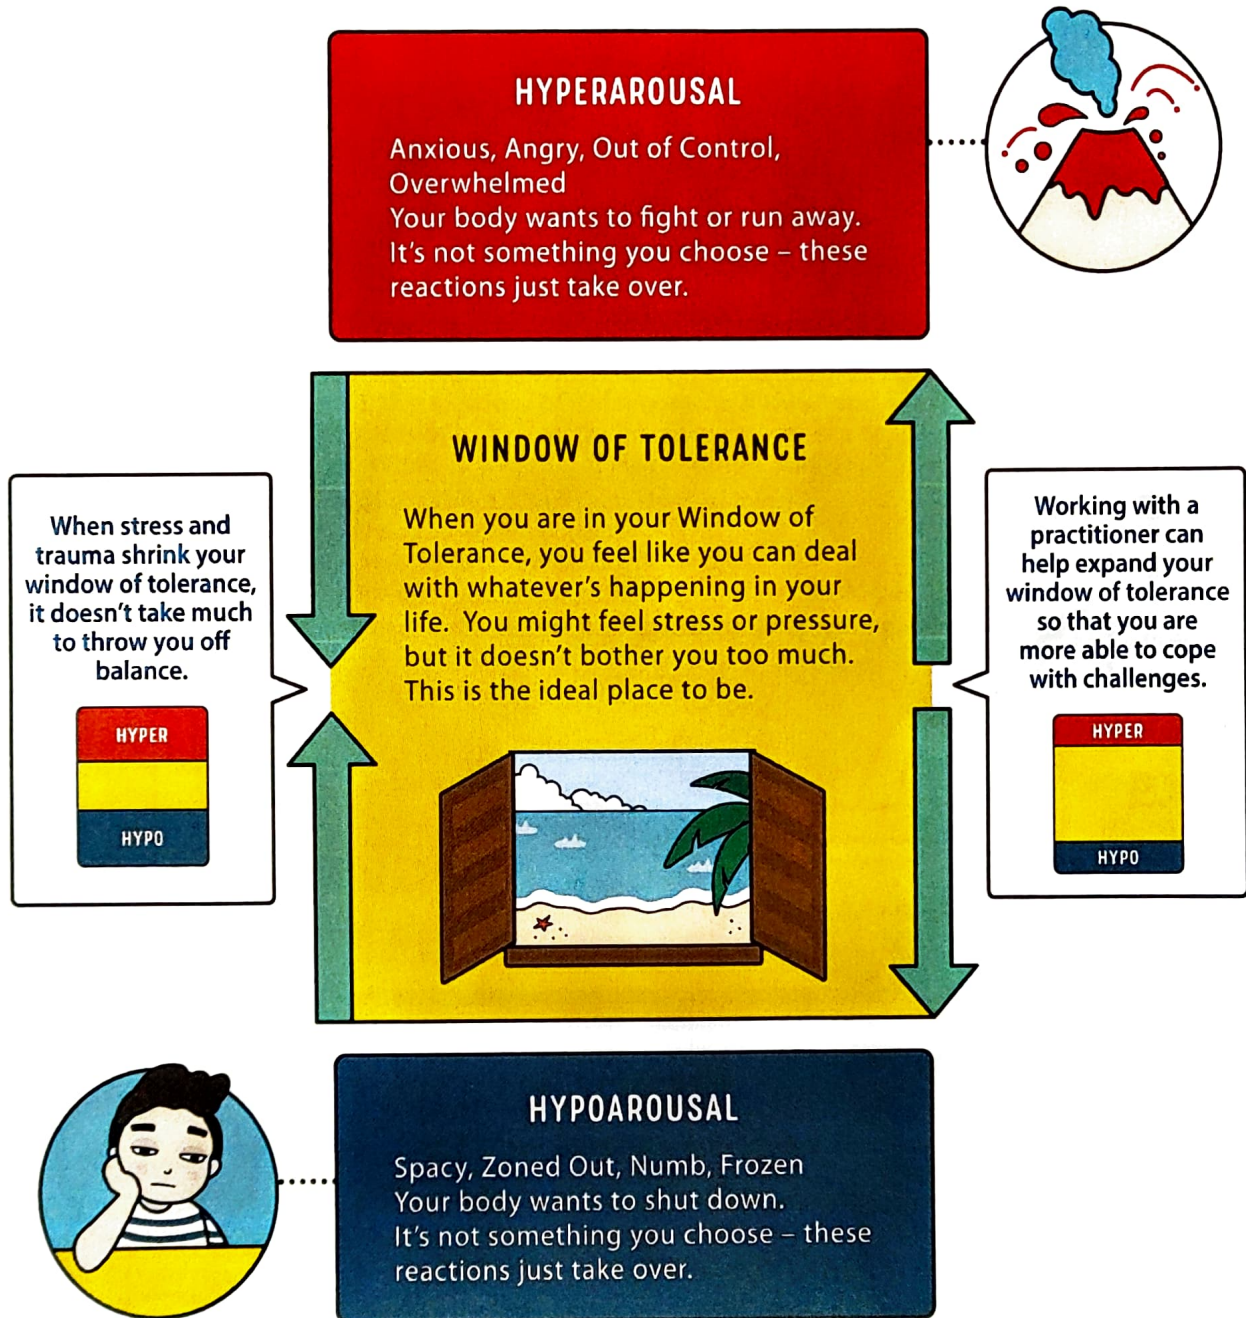 HYPERAROUSAL
Anxious, Angry, Out of Control,
Overwhelmed
Your body wants to fight or run away.
It's not something you choose – these
reactions just take over.
WINDOW OF TOLERANCE
When you are in your Window of
Tolerance, you feel like you can deal
with whatever's happening in your
life. You might feel stress or pressure,
but it doesn't bother you too much.
This is the ideal place to be.
When stress and
trauma shrink your
window of tolerance,
it doesn't take much
to throw you off
balance.
HYPER
HYPO
Working with a
practitioner can
help expand your
window of tolerance
so that you are
more able to cope
with challenges.
HYPER
HYPO
HYPOAROUSAL
Spacy, Zoned Out, Numb, Frozen
Your body wants to shut down.
It's not something you choose – these
reactions just take over.